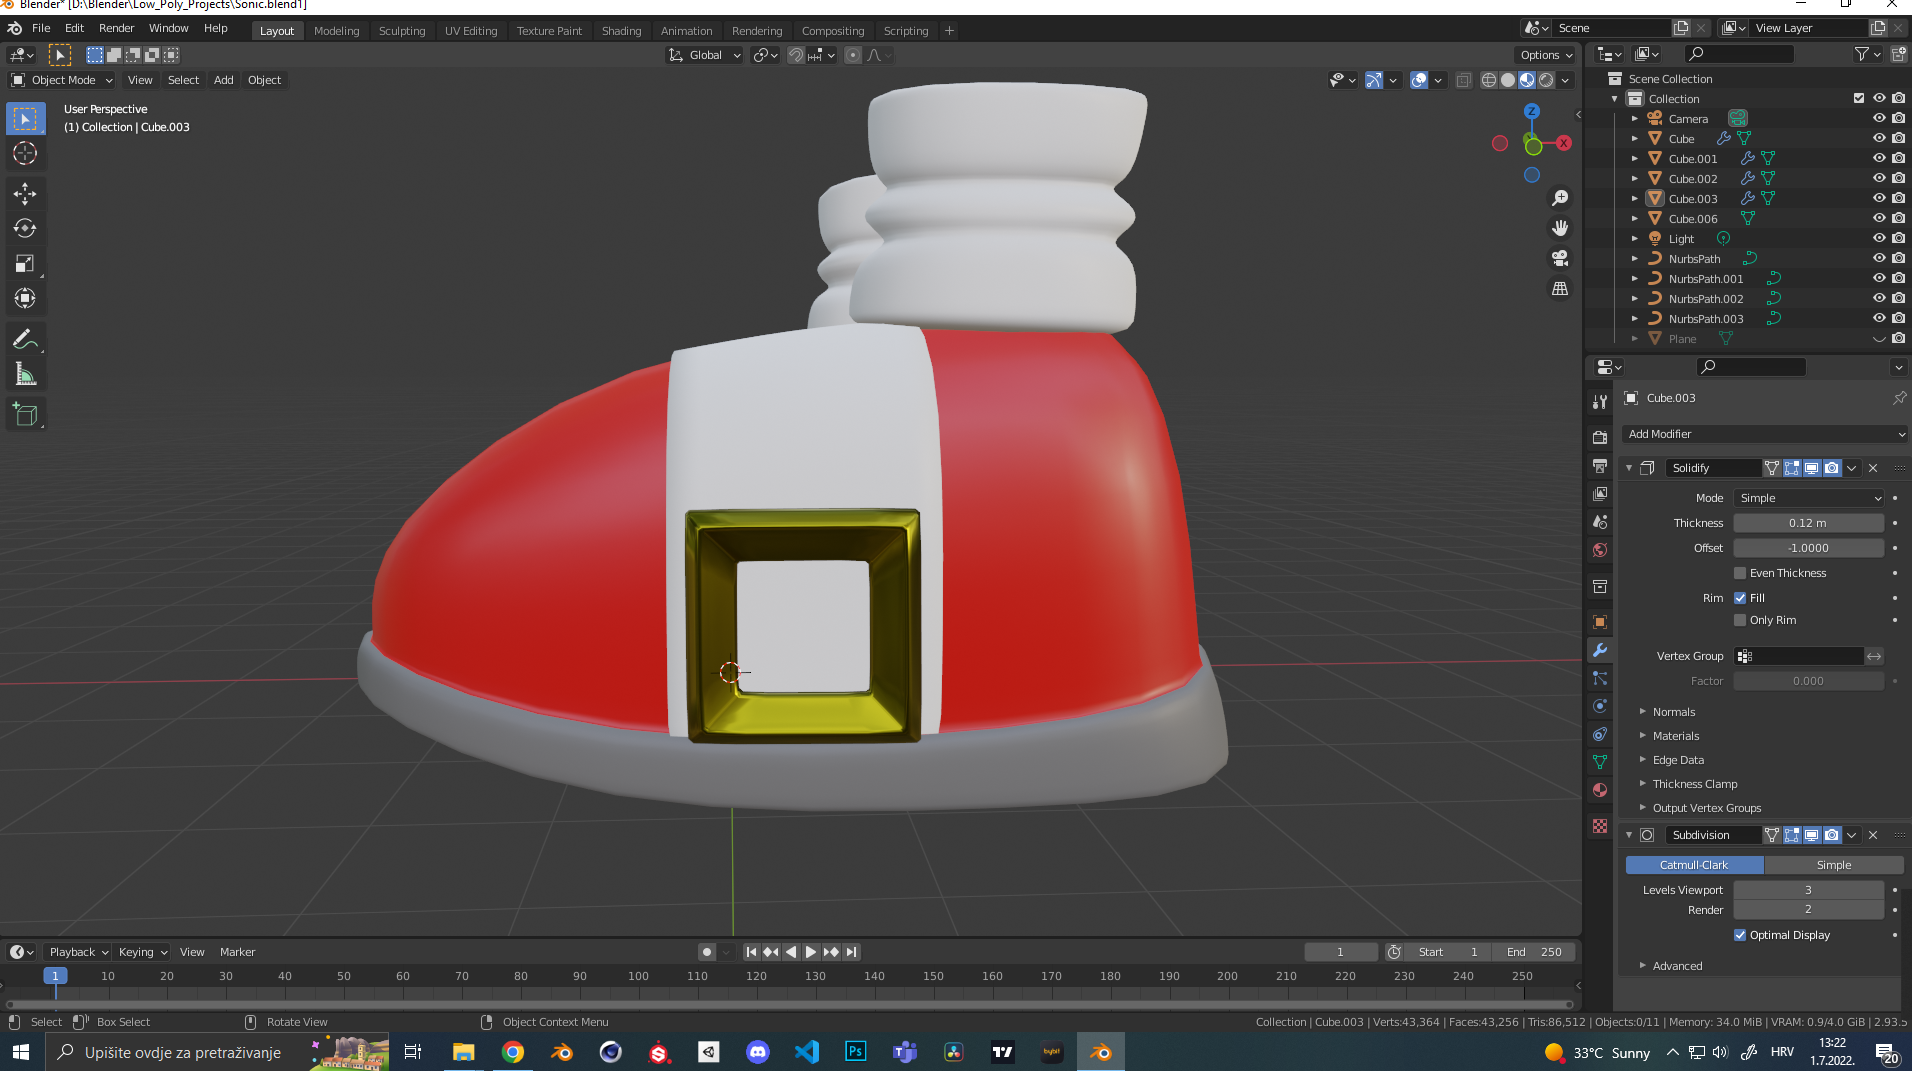 Blender* [D:\Blender\Low_Poly_Projects\Sonic.blend1]
File Edit Render Window Help Layout Modeling Sculpting UV Editing Texture Paint Shading Animation Rendering Compositing Scripting + Scene View Layer
Global Options
Object Mode View Select Add Object
User Perspective
(1) Collection | Cube.003
Z
X
Scene Collection
Collection
Camera
Cube
Cube.001
Cube.002
Cube.003
Cube.006
Light
NurbsPath
NurbsPath.001
NurbsPath.002
NurbsPath.003
Plane
Cube.003
Add Modifier
Solidify
Mode Simple
Thickness 0.12 m
Offset -1.0000
Even Thickness
Rim Fill
Only Rim
Vertex Group
Factor 0.000
Normals
Materials
Edge Data
Thickness Clamp
Output Vertex Groups
Subdivision
Catmull-Clark Simple
Levels Viewport 3
Render 2
Optimal Display
Advanced
Playback Keying View Marker 1 Start 1 End 250
1 10 20 30 40 50 60 70 80 90 100 110 120 130 140 150 160 170 180 190 200 210 220 230 240 250
Select Box Select Rotate View Object Context Menu Collection | Cube.003 | Verts:43,364 | Faces:43,256 | Tris:86,512 | Objects:0/11 | Memory: 34.0 MiB | VRAM: 0.9/4.0 GiB | 2.93.5
Upišite ovdje za pretraživanje Ps bybit 33°C Sunny HRV 13:22
1.7.2022. 20